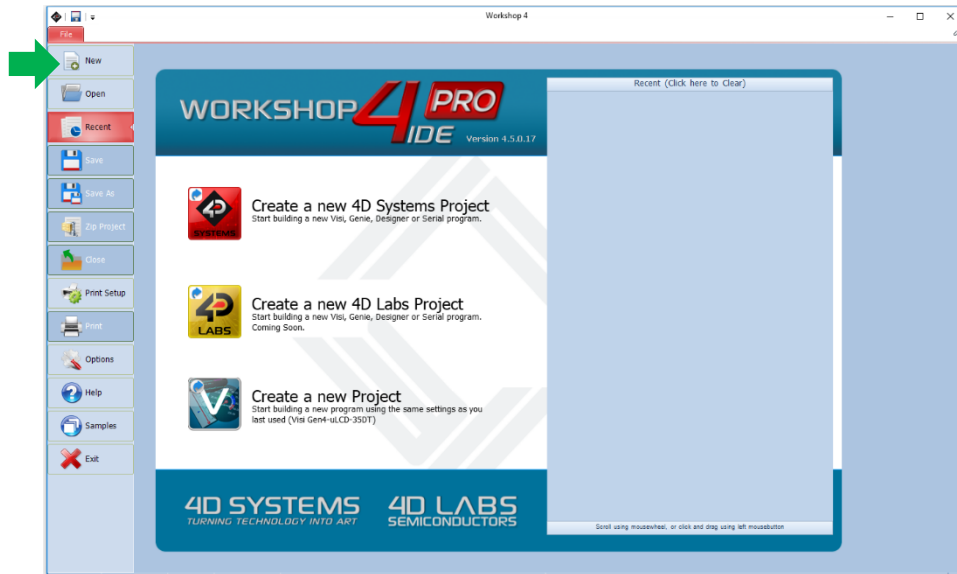 Workshop 4
File
New
Open
Recent
Save
Save As
Zip Project
Close
Print Setup
Print
Options
Help
Samples
Exit
WORKSHOP 4 PRO
IDE Version 4.5.0.17
Recent (Click here to Clear)
4D
SYSTEMS
Create a new 4D Systems Project
Start building a new Visi, Genie, Designer or Serial program.
4D
LABS
Create a new 4D Labs Project
Start building a new Visi, Genie, Designer or Serial program.
Coming Soon.
V
Create a new Project
Start building a new program using the same settings as you
last used (Visi Gen4-uLCD-35DT)
4D SYSTEMS
TURNING TECHNOLOGY INTO ART
4D LABS
SEMICONDUCTORS
Scroll using mousewheel, or click and drag using left mousebutton